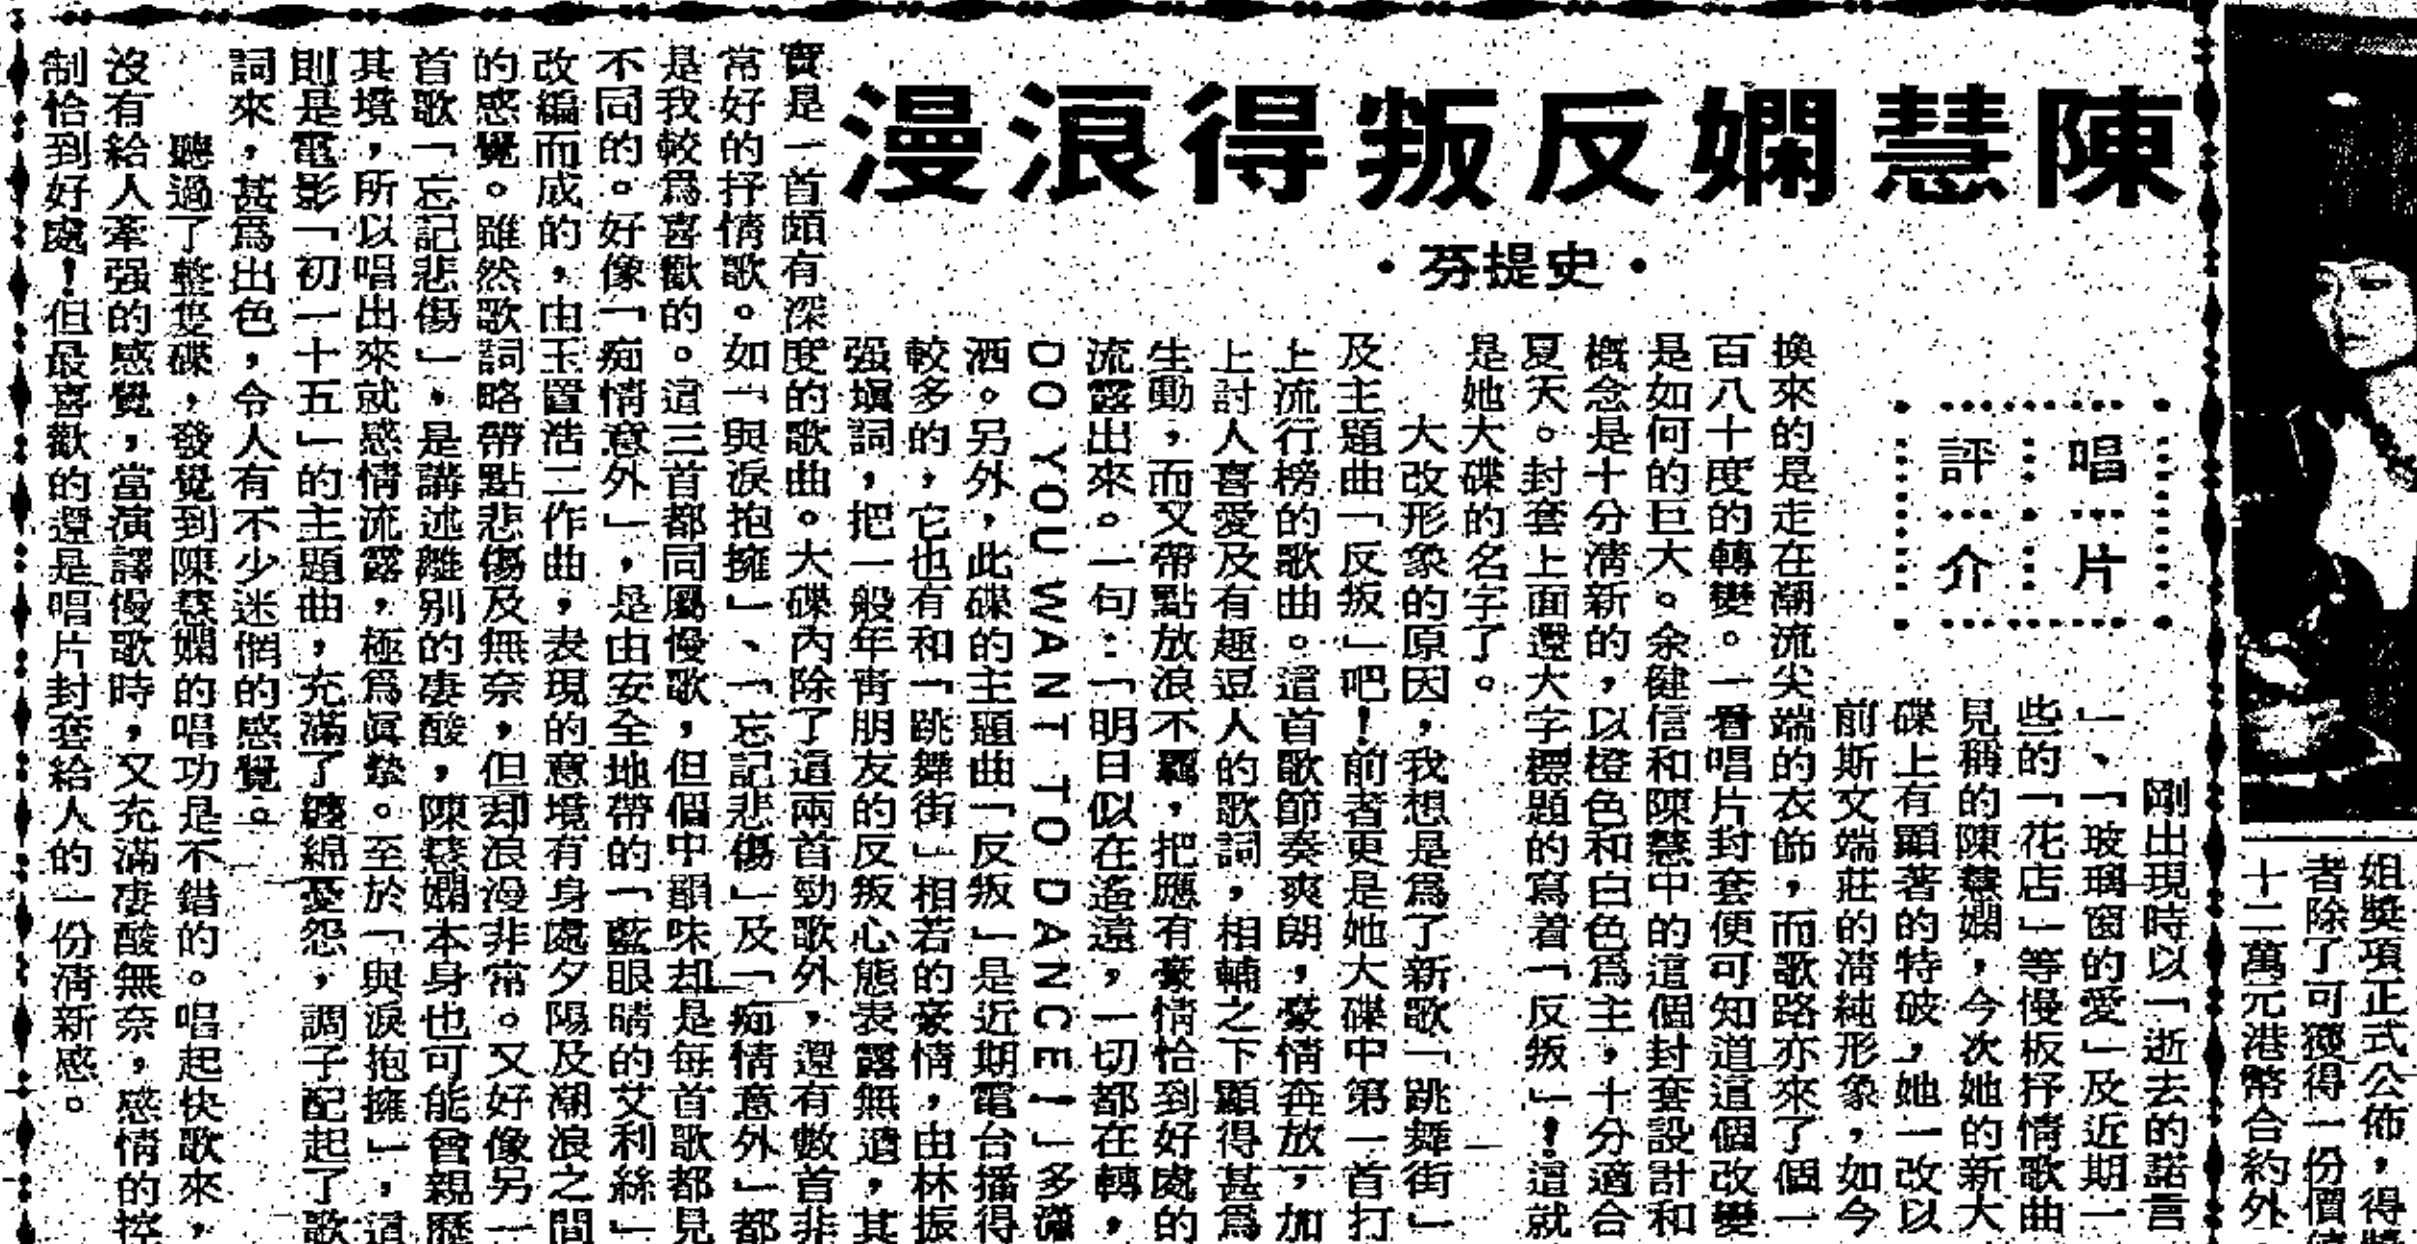 陳慧嫻反叛得浪漫
·史提芬·
唱片
評介
剛出現時以「逝去的諾言
」、「玻璃窗的愛」及近期一
些的「花店」等慢板抒情歌曲
見稱的陳慧嫻，今次她的新大
碟上有顯著的特破，她一改以
前斯文端莊的清純形象，如今
換來的是走在潮流尖端的衣飾，而歌路亦來了個一
百八十度的轉變。一看唱片封套便可知道這個改變
是如何的巨大。余健信和陳慧中的這個封套設計和
概念是十分清新的，以橙色和白色爲主，十分適合
夏天。封套上面還大字標題的寫着「反叛」！這就
是她大碟的名字了。
大改形象的原因，我想是爲了新歌「跳舞街」
及主題曲「反叛」吧！前者更是她大碟中第一首打
上流行榜的歌曲。這首歌節奏爽朗，豪情奔放，加
上討人喜愛及有趣逗人的歌詞，相輔之下顯得甚爲
生動，而又帶點放浪不羈，把應有豪情恰到好處的
流露出來。一句：「明日似在遙遠，一切都在轉，
DO YOU WANT TO DANCE！」多瀟
洒。另外，此碟的主題曲「反叛」是近期電台播得
較多的，它也有和「跳舞街」相若的豪情，由林振
强塡詞，把一般年靑朋友的反叛心態表露無遺，其
實是一首頗有深度的歌曲。大碟內除了這兩首勁歌外，還有數首非
常好的抒情歌。如「與淚抱擁」、「忘記悲傷」及「痴情意外」都
是我較爲喜歡的。這三首都同屬慢歌，但個中韻味却是每首歌都見
不同的。好像「痴情意外」，是由安全地帶的「藍眼睛的艾利絲」
改編而成的，由玉置浩二作曲，表現的意境有身處夕陽及潮浪之間
的感覺。雖然歌詞略帶點悲傷及無奈，但却浪漫非常。又好像另一
首歌「忘記悲傷」，是講述離别的凄酸，陳慧嫻本身也可能曾親歷
其境，所以唱出來就感情流露，極爲眞摯。至於「與淚抱擁」，這
則是電影「初一十五」的主題曲，充滿了纏綿憂怨，調子配起了歌
詞來，甚爲出色，令人有不少迷惘的感覺。
聽過了整隻碟，發覺到陳慧嫻的唱功是不錯的。唱起快歌來，
沒有給人牽强的感覺，當演譯慢歌時，又充滿凄酸無奈，感情的控
制恰到好處！但最喜歡的還是唱片封套給人的一份清新感。
姐獎項正式公佈，得獎
者除了可獲得一份價值
十二萬元港幣合約外